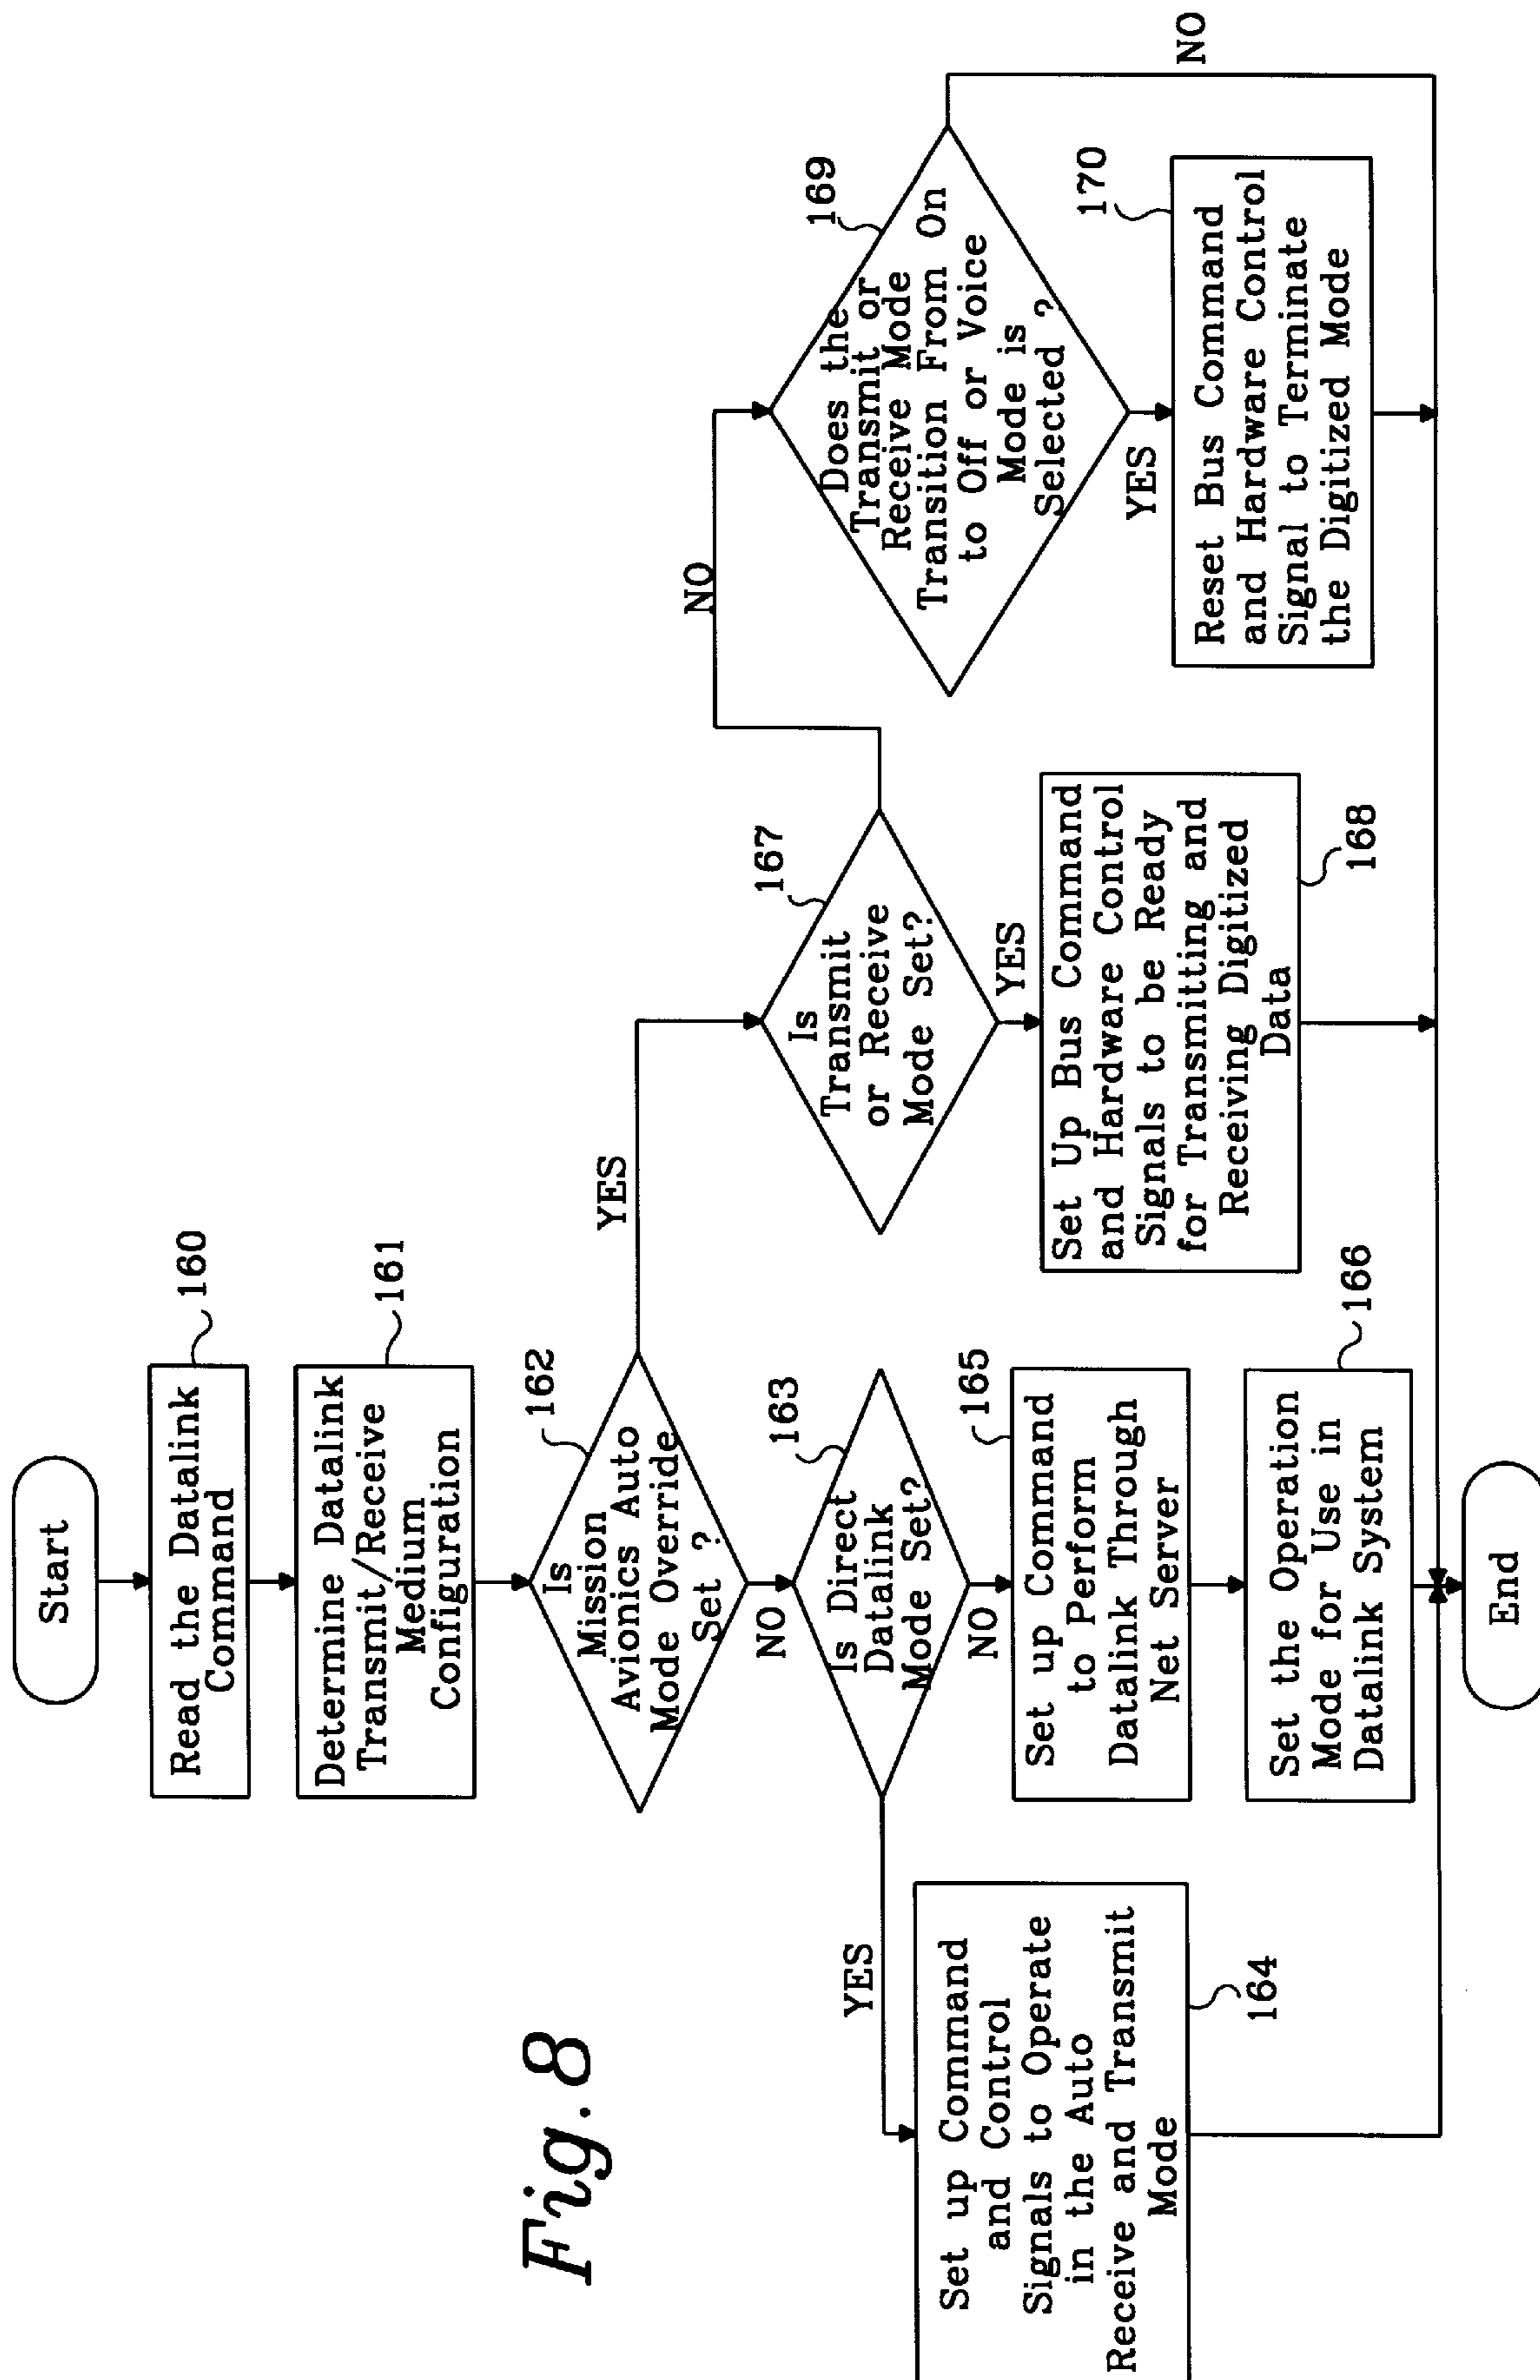 Start
Read the Datalink
Command
160
Determine Datalink
Transmit/Receive
Medium
Configuration
161
Is
Mission
Avionics Auto
Mode Override
Set ?
162
YES
NO
Is Direct
Datalink
Mode Set?
163
YES
NO
Set up Command
and Control
Signals to Operate
in the Auto
Receive and Transmit
Mode
164
Set up Command
to Perform
Datalink Through
Net Server
165
Set the Operation
Mode for Use in
Datalink System
166
Is
Transmit
or Receive
Mode Set?
167
YES
NO
Set Up Bus Command
and Hardware Control
Signals to be Ready
for Transmitting and
Receiving Digitized
Data
168
Does the
Transmit or
Receive Mode
Transition From On
to Off or Voice
Mode is
Selected ?
169
YES
NO
Reset Bus Command
and Hardware Control
Signal to Terminate
the Digitized Mode
170
End
Fig. 8